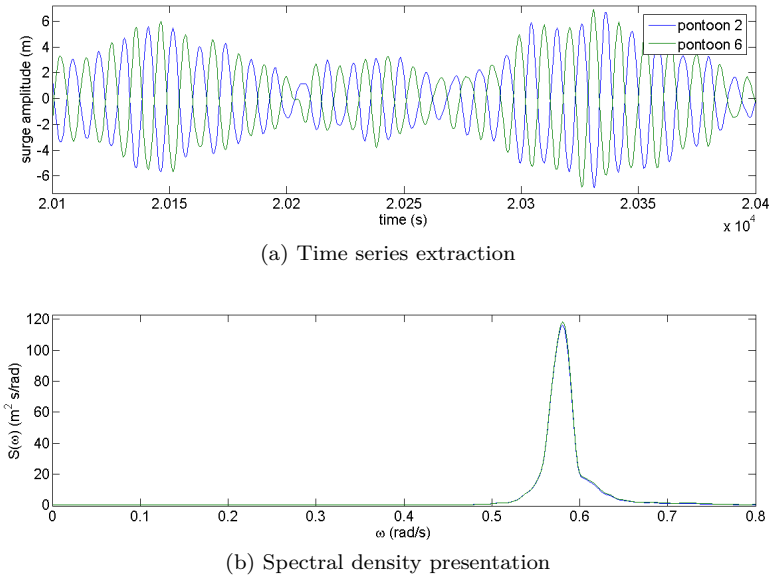 surge amplitude (m)
6
4
2
0
-2
-4
-6
pontoon 2
pontoon 6
2.01 2.015 2.02 2.025 2.03 2.035 2.04
time (s)
x 10^4
(a) Time series extraction
S(ω) (m^2 s/rad)
120
100
80
60
40
20
0
0 0.1 0.2 0.3 0.4 0.5 0.6 0.7 0.8
ω (rad/s)
(b) Spectral density presentation